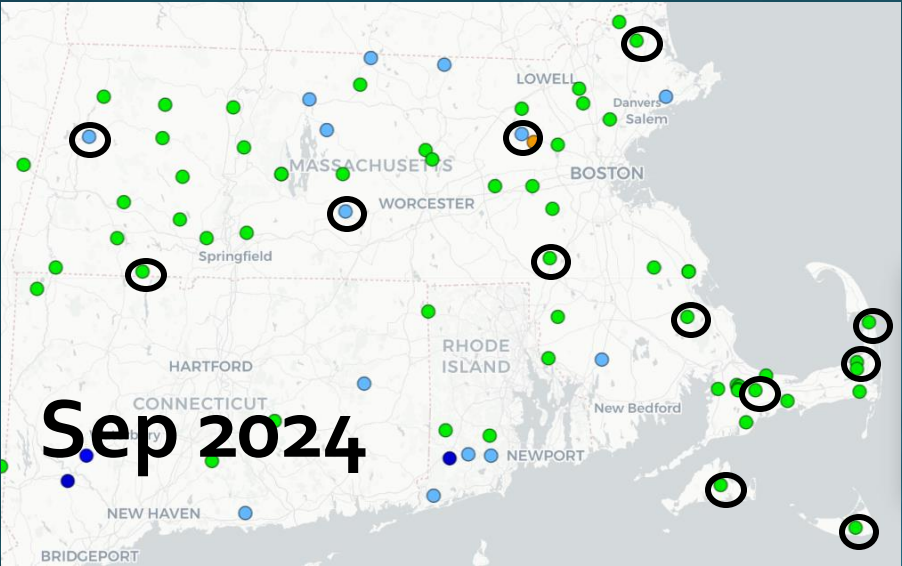 LOWELL
Danvers
Salem
MASSACHUSETTS
BOSTON
WORCESTER
Springfield
RHODE
ISLAND
HARTFORD
CONNECTICUT
New Bedford
Sep 2024
NEWPORT
NEW HAVEN
BRIDGEPORT